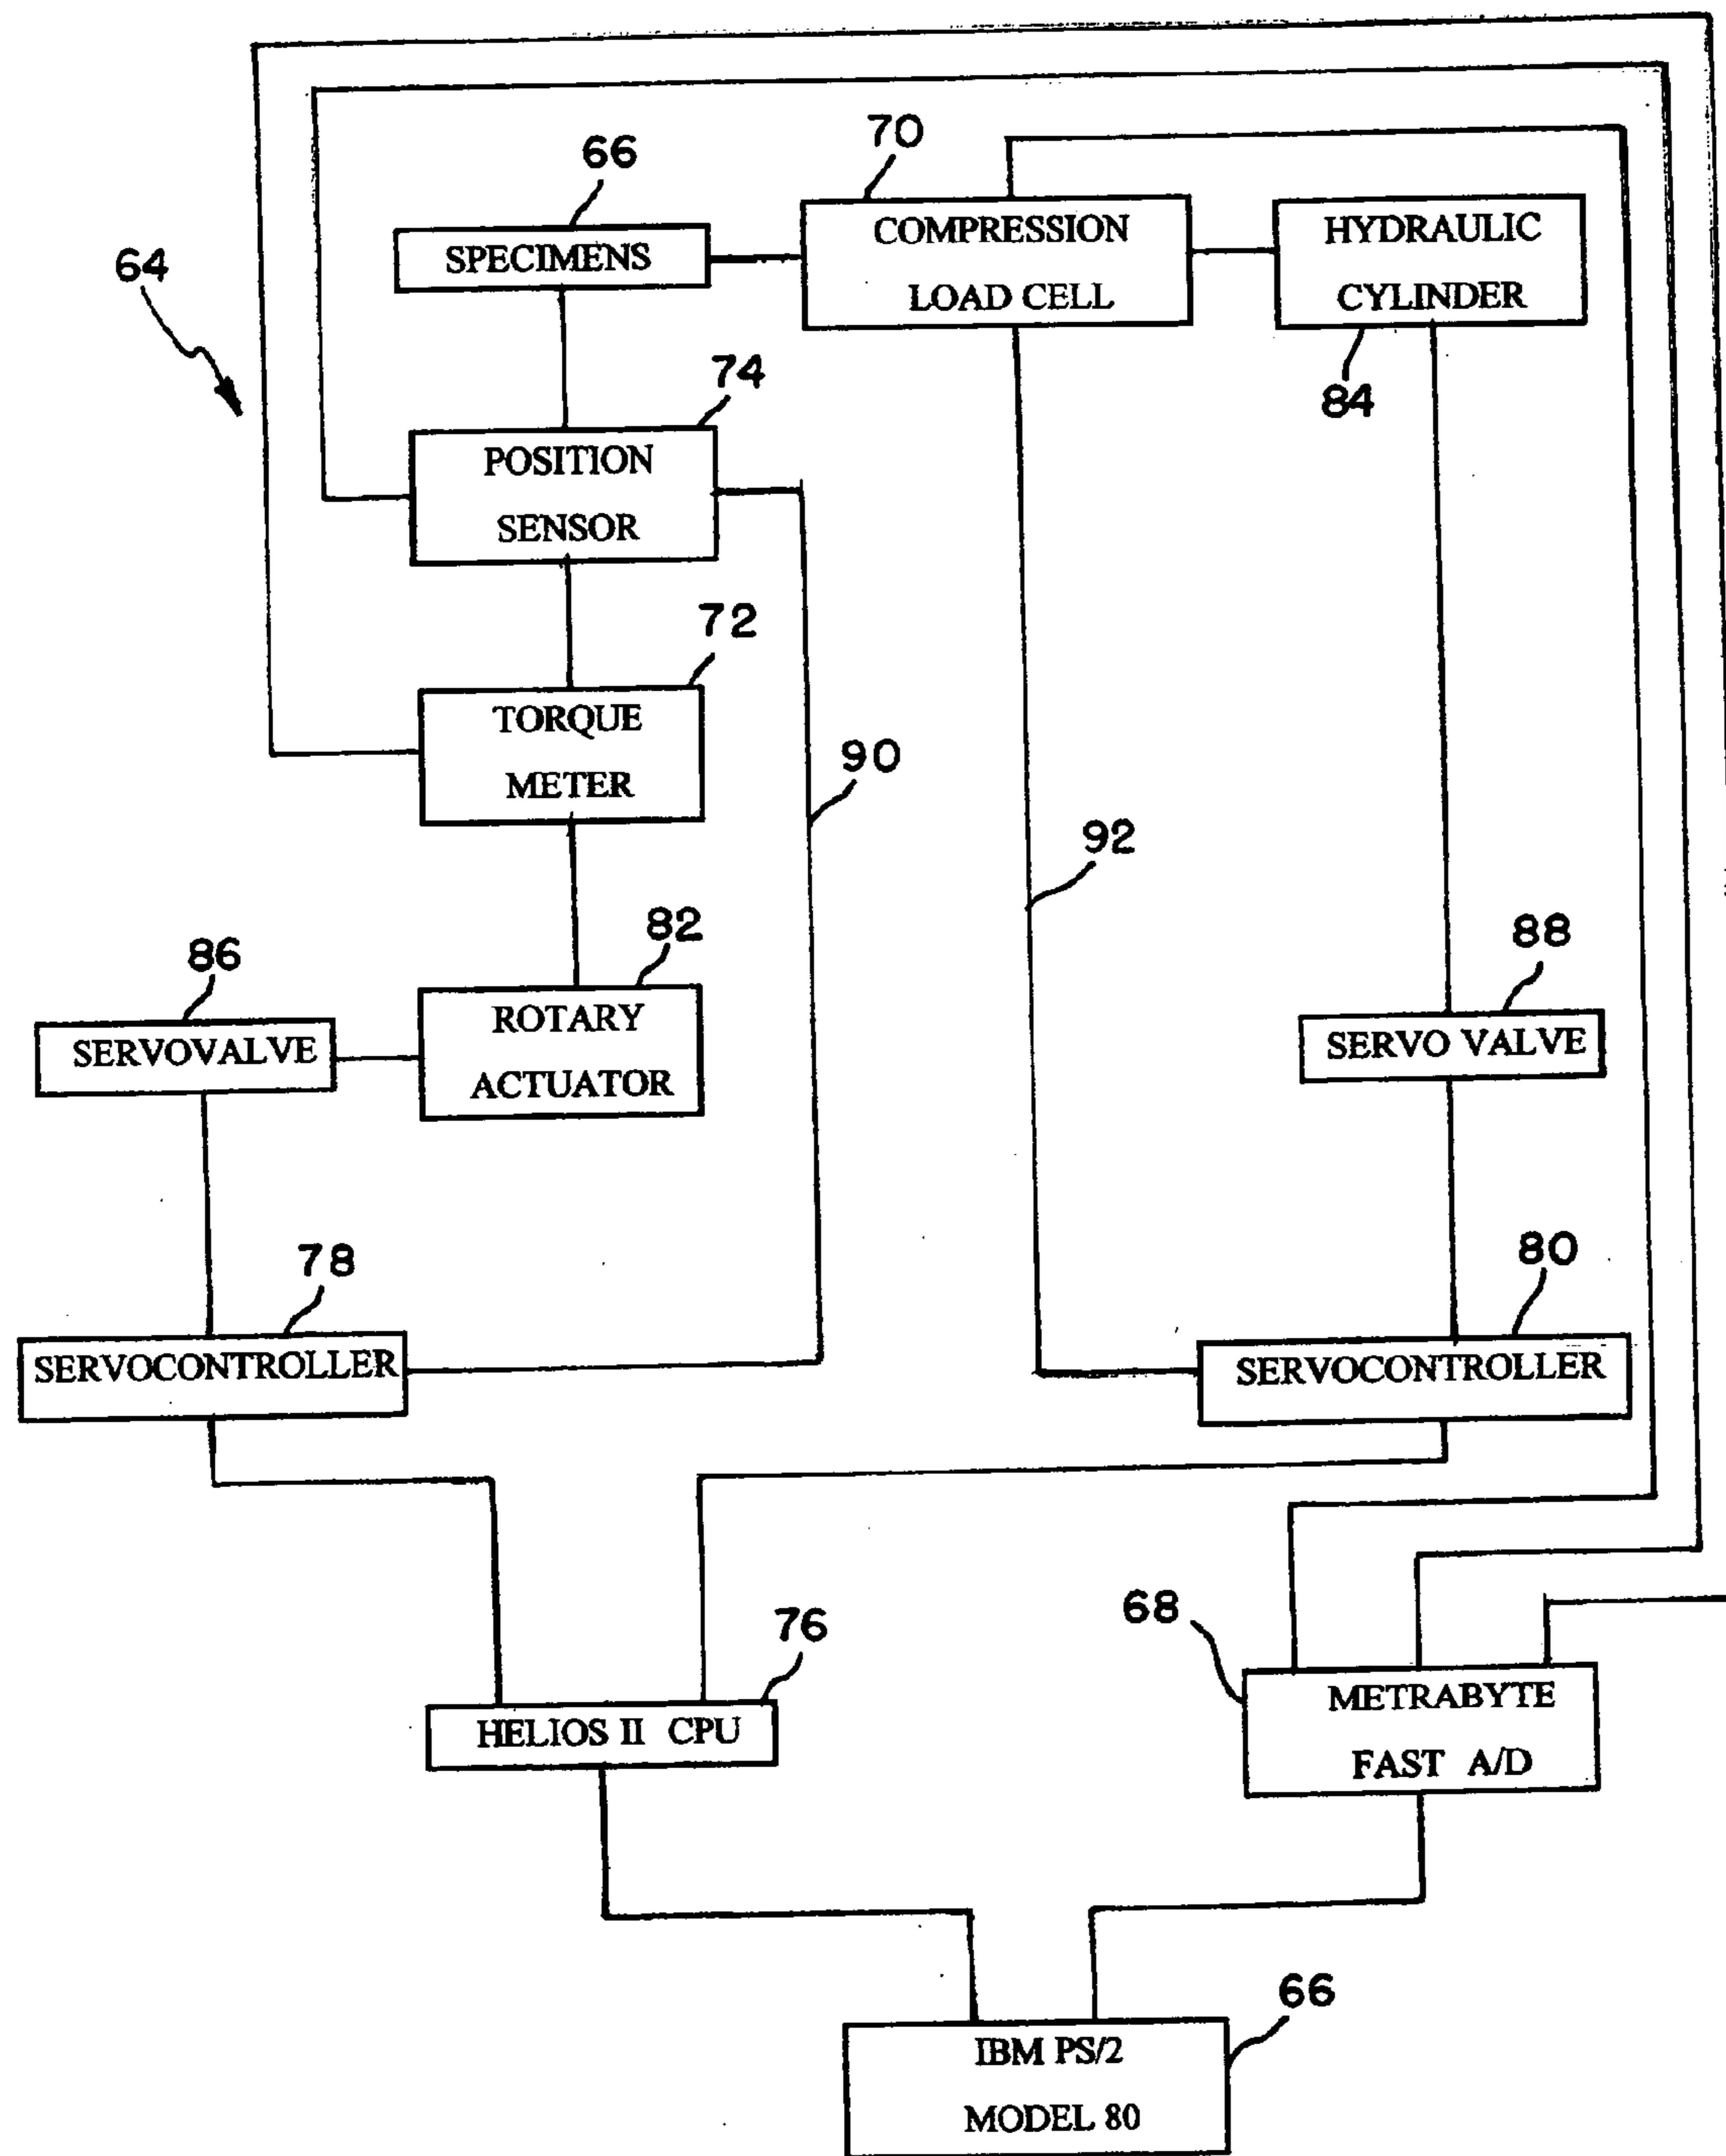 70
66
COMPRESSION
LOAD CELL
HYDRAULIC
CYLINDER
SPECIMENS
64
74
84
POSITION
SENSOR
72
TORQUE
METER
90
92
82
86
88
ROTARY
ACTUATOR
SERVOVALVE
SERVO VALVE
78
80
SERVOCONTROLLER
SERVOCONTROLLER
76
68
HELIOS II CPU
METRABYTE
FAST A/D
66
IBM PS/2
MODEL 80